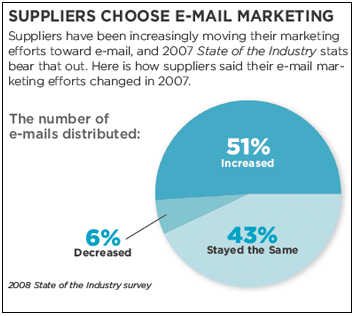 SUPPLIERS CHOOSE E-MAIL MARKETING
Suppliers have been increasingly moving their marketing
efforts toward e-mail, and 2007 State of the Industry stats
bear that out. Here is how suppliers said their e-mail mar-
keting efforts changed in 2007.
The number of
e-mails distributed:
51%
Increased
6%
Decreased
43%
Stayed the Same
2008 State of the Industry survey